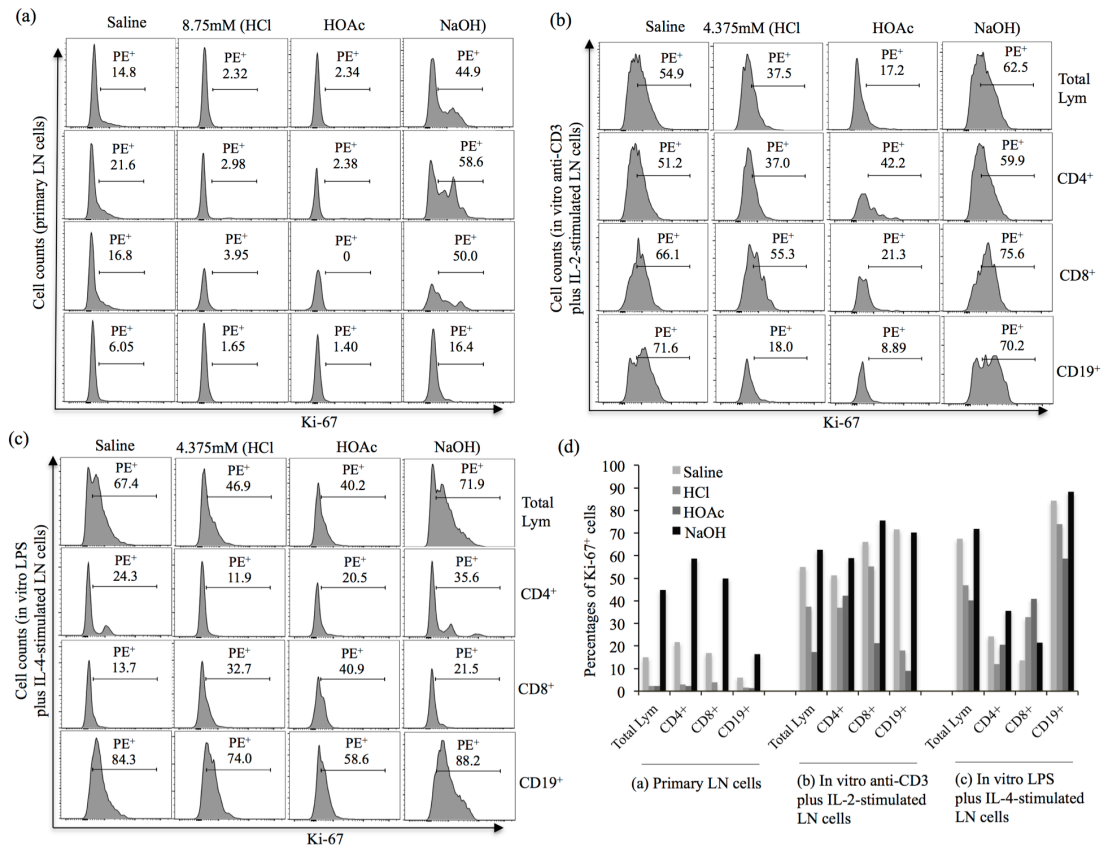 (a)
Saline 8.75mM (HCl HOAc NaOH)
PE+ PE+ PE+ PE+
14.8 2.32 2.34 44.9
PE+ PE+ PE+ PE+
21.6 2.98 2.38 58.6
PE+ PE+ PE+ PE+
16.8 3.95 0 50.0
PE+ PE+ PE+ PE+
6.05 1.65 1.40 16.4
Cell counts (primary LN cells)
Ki-67
(b)
Saline 4.375mM (HCl HOAc NaOH)
PE+ PE+ PE+ PE+
54.9 37.5 17.2 62.5
Total
Lym
PE+ PE+ PE+ PE+
51.2 37.0 42.2 59.9
CD4+
PE+ PE+ PE+ PE+
66.1 55.3 21.3 75.6
CD8+
PE+ PE+ PE+ PE+
71.6 18.0 8.89 70.2
CD19+
Cell counts (in vitro anti-CD3
plus IL-2-stimulated LN cells)
Ki-67
(c)
Saline 4.375mM (HCl HOAc NaOH)
PE+ PE+ PE+ PE+
67.4 46.9 40.2 71.9
Total
Lym
PE+ PE+ PE+ PE+
24.3 11.9 20.5 35.6
CD4+
PE+ PE+ PE+ PE+
13.7 32.7 40.9 21.5
CD8+
PE+ PE+ PE+ PE+
84.3 74.0 58.6 88.2
CD19+
Cell counts (in vitro LPS
plus IL-4-stimulated LN cells)
Ki-67
(d)
Percentages of Ki-67+ cells
100
90
80
70
60
50
40
30
20
10
0
Saline
HCl
HOAc
NaOH
Total Lym CD4+ CD8+ CD19+ Total Lym CD4+ CD8+ CD19+ Total Lym CD4+ CD8+ CD19+
(a) Primary LN cells
(b) In vitro anti-CD3
plus IL-2-stimulated
LN cells
(c) In vitro LPS
plus IL-4-stimulated
LN cells